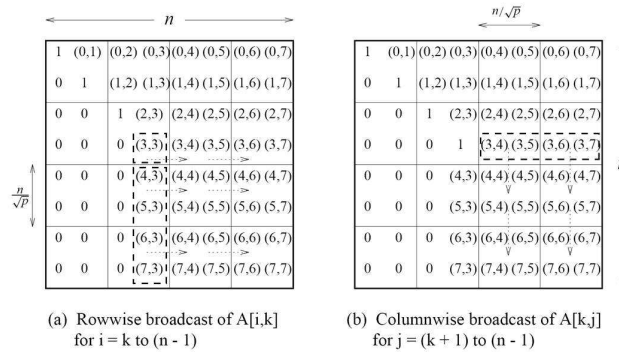 n
1 (0,1) (0,2) (0,3) (0,4) (0,5) (0,6) (0,7)
0 1 (1,2) (1,3) (1,4) (1,5) (1,6) (1,7)
0 0 1 (2,3) (2,4) (2,5) (2,6) (2,7)
0 0 0 (3,3) (3,4) (3,5) (3,6) (3,7)
0 0 0 (4,3) (4,4) (4,5) (4,6) (4,7)
0 0 0 (5,3) (5,4) (5,5) (5,6) (5,7)
0 0 0 (6,3) (6,4) (6,5) (6,6) (6,7)
0 0 0 (7,3) (7,4) (7,5) (7,6) (7,7)
n/√p
(a) Rowwise broadcast of A[i,k]
for i = k to (n - 1)
n/√p
1 (0,1) (0,2) (0,3) (0,4) (0,5) (0,6) (0,7)
0 1 (1,2) (1,3) (1,4) (1,5) (1,6) (1,7)
0 0 1 (2,3) (2,4) (2,5) (2,6) (2,7)
0 0 0 1 (3,4) (3,5) (3,6) (3,7)
0 0 0 (4,3) (4,4) (4,5) (4,6) (4,7)
0 0 0 (5,3) (5,4) (5,5) (5,6) (5,7)
0 0 0 (6,3) (6,4) (6,5) (6,6) (6,7)
0 0 0 (7,3) (7,4) (7,5) (7,6) (7,7)
(b) Columnwise broadcast of A[k,j]
for j = (k + 1) to (n - 1)